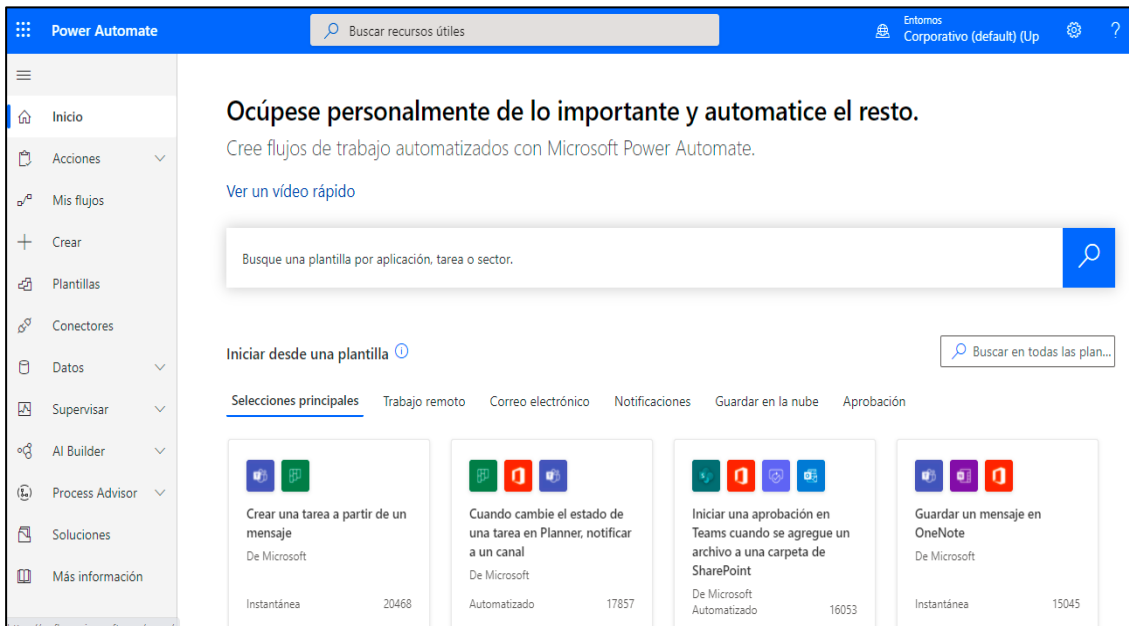 Power Automate
Buscar recursos útiles
Entornos
Corporativo (default) (Up
?
Inicio
Acciones
Mis flujos
Crear
Plantillas
Conectores
Datos
Supervisar
AI Builder
Process Advisor
Soluciones
Más información
Ocúpese personalmente de lo importante y automatice el resto.
Cree flujos de trabajo automatizados con Microsoft Power Automate.
Ver un vídeo rápido
Busque una plantilla por aplicación, tarea o sector.
Iniciar desde una plantilla
Buscar en todas las plan...
Selecciones principales Trabajo remoto Correo electrónico Notificaciones Guardar en la nube Aprobación
Crear una tarea a partir de un
mensaje
De Microsoft
Instantánea 20468
Cuando cambie el estado de
una tarea en Planner, notificar
a un canal
De Microsoft
Automatizado 17857
Iniciar una aprobación en
Teams cuando se agregue un
archivo a una carpeta de
SharePoint
De Microsoft
Automatizado 16053
Guardar un mensaje en
OneNote
De Microsoft
Instantánea 15045